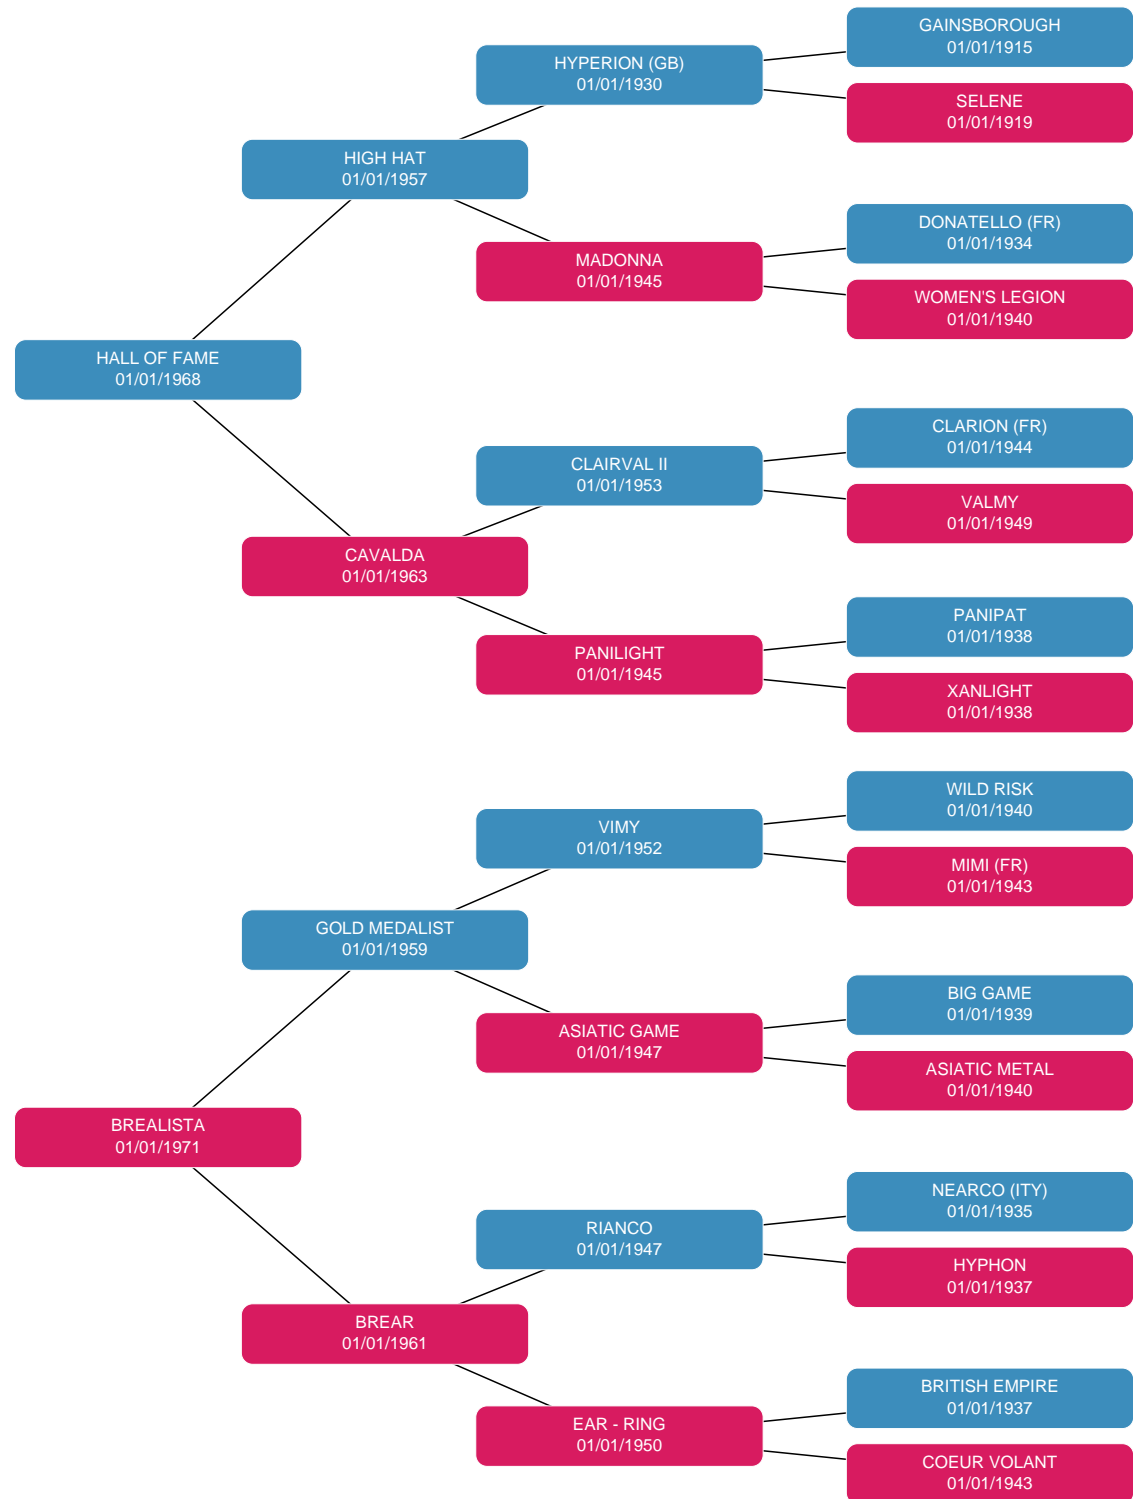 GAINSBOROUGH
01/01/1915
HYPERION (GB)
01/01/1930
SELENE
01/01/1919
HIGH HAT
01/01/1957
DONATELLO (FR)
01/01/1934
MADONNA
01/01/1945
WOMEN'S LEGION
01/01/1940
HALL OF FAME
01/01/1968
CLARION (FR)
01/01/1944
CLAIRVAL II
01/01/1953
VALMY
01/01/1949
CAVALDA
01/01/1963
PANIPAT
01/01/1938
PANILIGHT
01/01/1945
XANLIGHT
01/01/1938
WILD RISK
01/01/1940
VIMY
01/01/1952
MIMI (FR)
01/01/1943
GOLD MEDALIST
01/01/1959
BIG GAME
01/01/1939
ASIATIC GAME
01/01/1947
ASIATIC METAL
01/01/1940
BREALISTA
01/01/1971
NEARCO (ITY)
01/01/1935
RIANCO
01/01/1947
HYPHON
01/01/1937
BREAR
01/01/1961
BRITISH EMPIRE
01/01/1937
EAR - RING
01/01/1950
COEUR VOLANT
01/01/1943